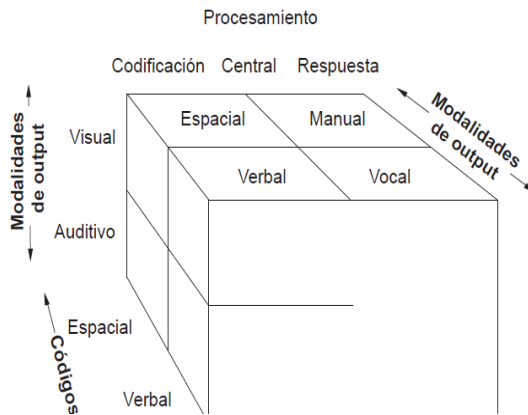 Procesamiento
Codificación Central Respuesta
Modalidades
de output
Visual
Auditivo
Espacial
Manual
Verbal
Vocal
Modalidades
de output
Espacial
Verbal
Códigos